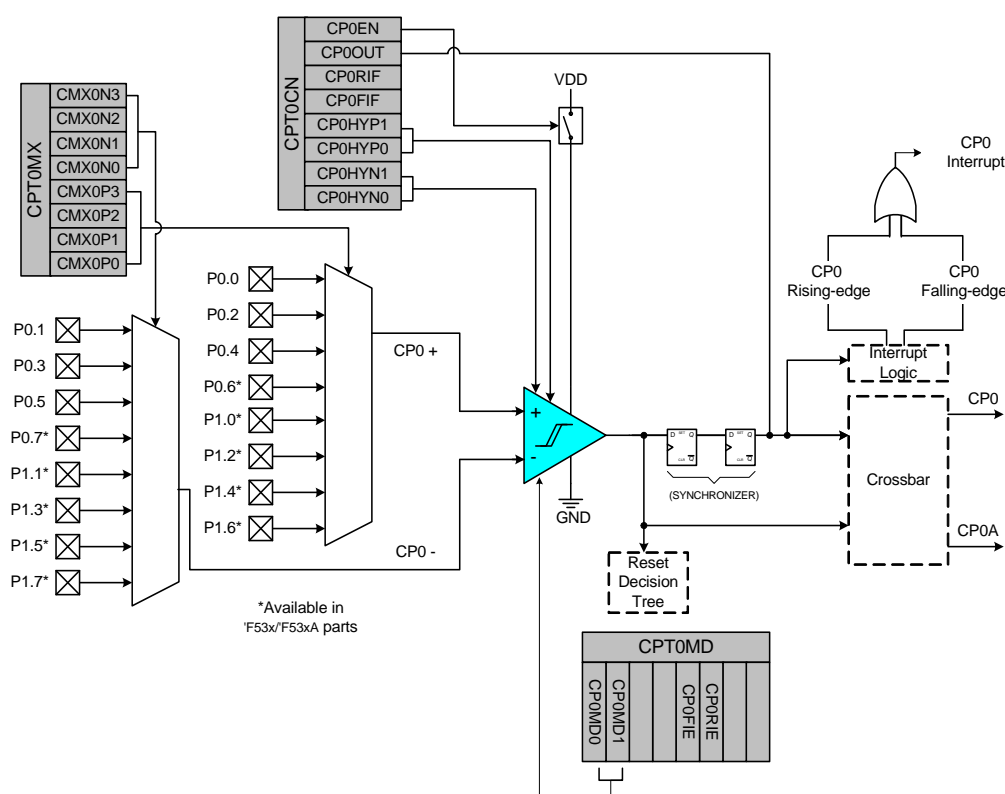 CPT0CN
CP0EN
CP0OUT
CP0RIF
CP0FIF
CP0HYP1
CP0HYP0
CP0HYN1
CP0HYN0
VDD
CPT0MX
CMX0N3
CMX0N2
CMX0N1
CMX0N0
CMX0P3
CMX0P2
CMX0P1
CMX0P0
CP0
Interrupt
CP0
Rising-edge
CP0
Falling-edge
P0.0
P0.2
P0.4
P0.6*
P1.0*
P1.2*
P1.4*
P1.6*
P0.1
P0.3
P0.5
P0.7*
P1.1*
P1.3*
P1.5*
P1.7*
CP0 +
CP0 -
+
-
GND
D SET Q
CLR Q
D SET Q
CLR Q
(SYNCHRONIZER)
Interrupt
Logic
Crossbar
CP0
CP0A
Reset
Decision
Tree
*Available in
'F53x/'F53xA parts
CPT0MD
CP0MD0
CP0MD1
CP0FIE
CP0RIE